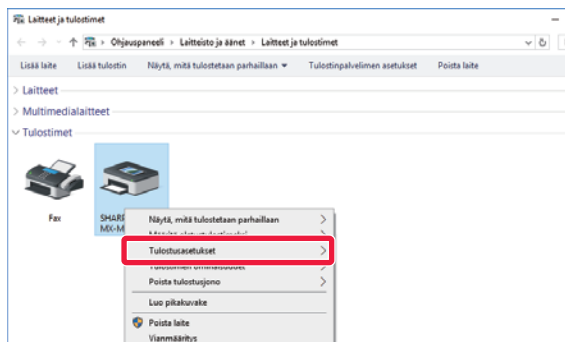 Laitteet ja tulostimet
Ohjauspaneeli > Laitteisto ja äänet > Laitteet ja tulostimet
Lisää laite Lisää tulostin Näytä, mitä tulostetaan parhaillaan Tulostinpalvelimen asetukset Poista laite
> Laitteet
> Multimedialaitteet
Tulostimet
Fax
SHARP
MX-M
Näytä, mitä tulostetaan parhaillaan
Tulostusasetukset
Poista tulostusjono
Luo pikakuvake
Poista laite
Vianmääritys